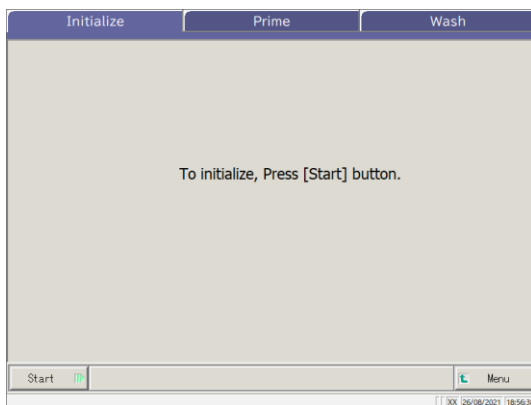 Initialize
Prime
Wash
To initialize, Press [Start] button.
Start
Menu
XX 26/08/2021